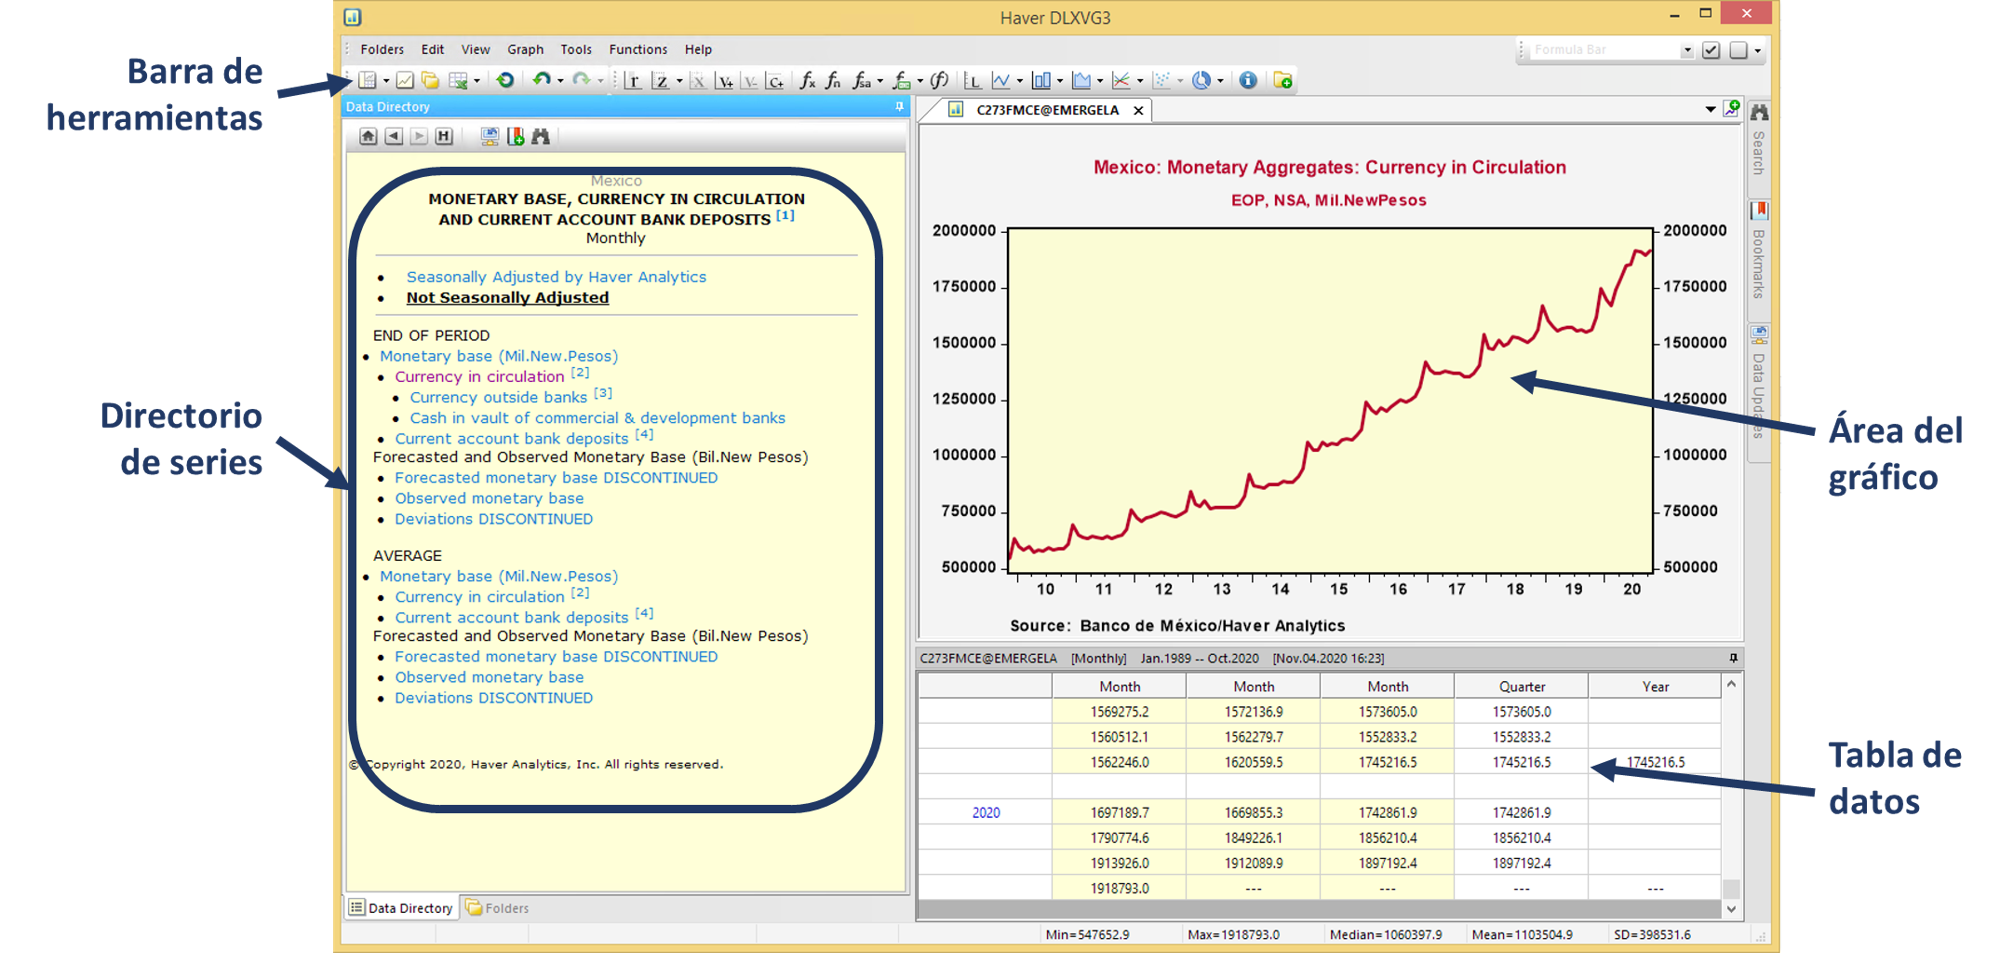 Haver DLXVG3
Folders Edit View Graph Tools Functions Help
Formula Bar
Barra de
herramientas
Data Directory
C273FMCE@EMERGELA
Mexico
MONETARY BASE, CURRENCY IN CIRCULATION
AND CURRENT ACCOUNT BANK DEPOSITS [1]
Monthly
Seasonally Adjusted by Haver Analytics
Not Seasonally Adjusted
END OF PERIOD
Monetary base (Mil.New.Pesos)
Currency in circulation [2]
Currency outside banks [3]
Cash in vault of commercial & development banks
Current account bank deposits [4]
Forecasted and Observed Monetary Base (Bil.New Pesos)
Forecasted monetary base DISCONTINUED
Observed monetary base
Deviations DISCONTINUED
AVERAGE
Monetary base (Mil.New.Pesos)
Currency in circulation [2]
Current account bank deposits [4]
Forecasted and Observed Monetary Base (Bil.New Pesos)
Forecasted monetary base DISCONTINUED
Observed monetary base
Deviations DISCONTINUED
© Copyright 2020, Haver Analytics, Inc. All rights reserved.
Data Directory Folders
Directorio
de series
Mexico: Monetary Aggregates: Currency in Circulation
EOP, NSA, Mil.NewPesos
2000000 2000000
1750000 1750000
1500000 1500000
1250000 1250000
1000000 1000000
750000 750000
500000 500000
10 11 12 13 14 15 16 17 18 19 20
Source: Banco de México/Haver Analytics
Search
Bookmarks
Data Updates
Área del
gráfico
C273FMCE@EMERGELA [Monthly] Jan.1989 -- Oct.2020 [Nov.04.2020 16:23]
Month Month Month Quarter Year
1569275.2 1572136.9 1573605.0 1573605.0
1560512.1 1562279.7 1552833.2 1552833.2
1562246.0 1620559.5 1745216.5 1745216.5 1745216.5
2020 1697189.7 1669855.3 1742861.9 1742861.9
1790774.6 1849226.1 1856210.4 1856210.4
1913926.0 1912089.9 1897192.4 1897192.4
1918793.0 --- --- --- ---
Tabla de
datos
Min=547652.9 Max=1918793.0 Median=1060397.9 Mean=1103504.9 SD=398531.6